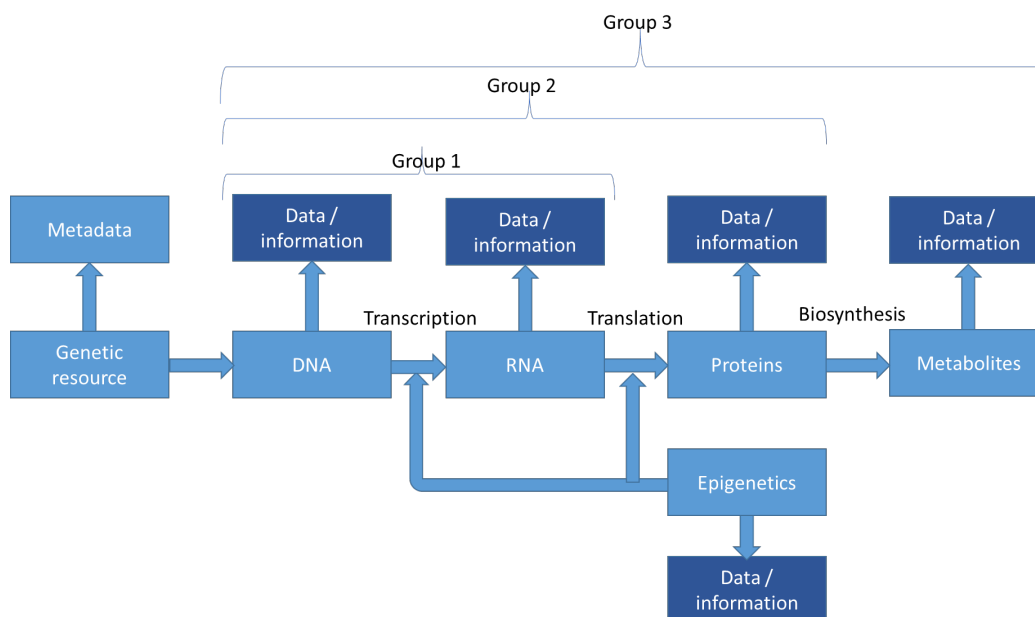 Group 3
Group 2
Group 1
Metadata
Data /
information
Data /
information
Data /
information
Data /
information
Transcription
Translation
Biosynthesis
Genetic
resource
DNA
RNA
Proteins
Metabolites
Epigenetics
Data /
information